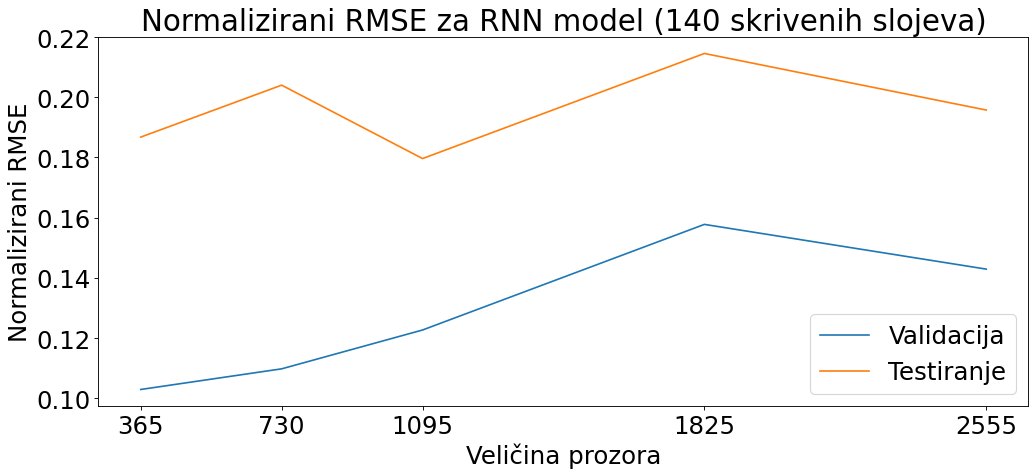 Normalizirani RMSE za RNN model (140 skrivenih slojeva)
Normalizirani RMSE
0.22
0.20
0.18
0.16
0.14
0.12
0.10
Validacija
Testiranje
365 730 1095 1825 2555
Veličina prozora